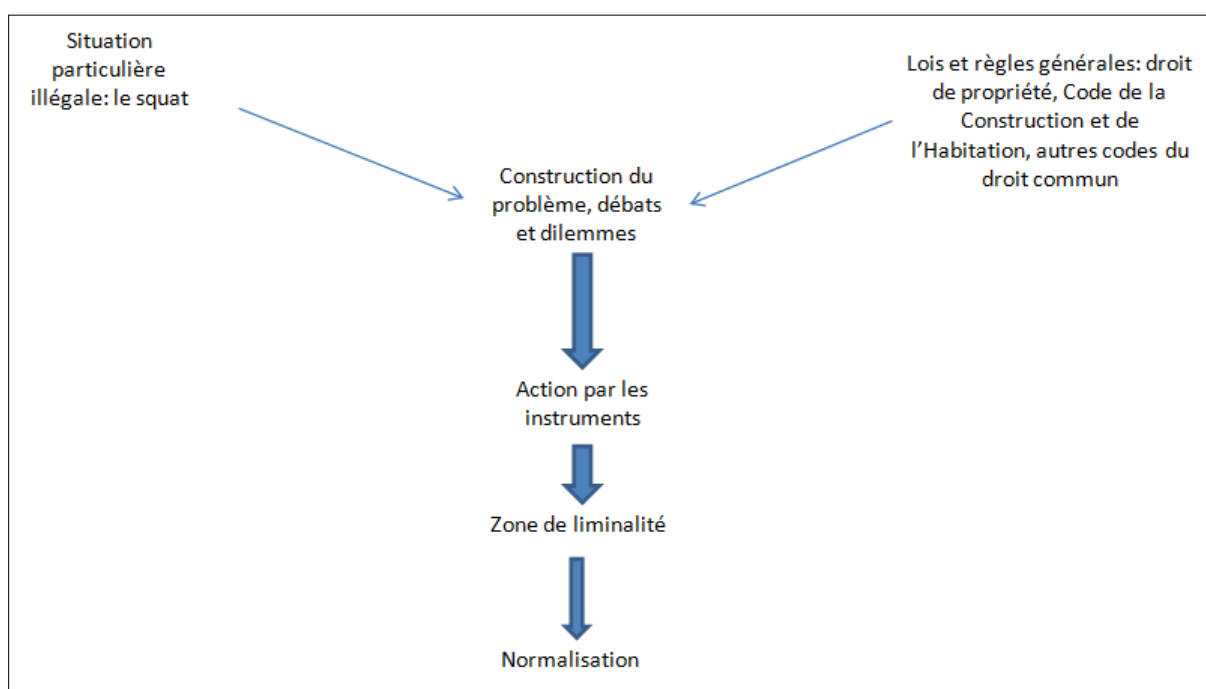 Situation
particulière
illégale: le squat
Lois et règles générales: droit
de propriété, Code de la
Construction et de
l’Habitation, autres codes du
droit commun
Construction du
problème, débats
et dilemmes
Action par les
instruments
Zone de liminalité
Normalisation